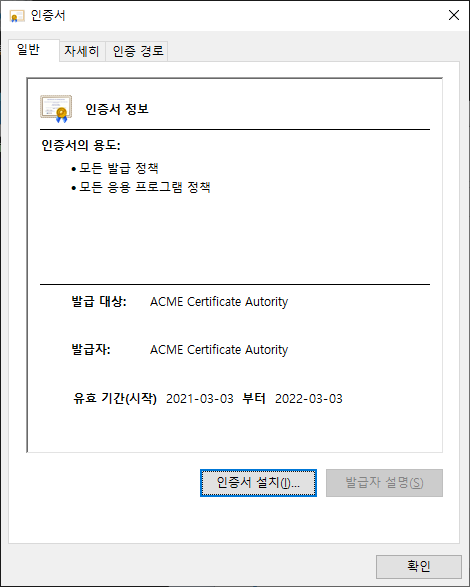 인증서
일반 자세히 인증 경로
인증서 정보
인증서의 용도:
• 모든 발급 정책
• 모든 응용 프로그램 정책
발급 대상: ACME Certificate Autority
발급자: ACME Certificate Autority
유효 기간(시작) 2021-03-03 부터 2022-03-03
인증서 설치(I)... 발급자 설명(S)
확인